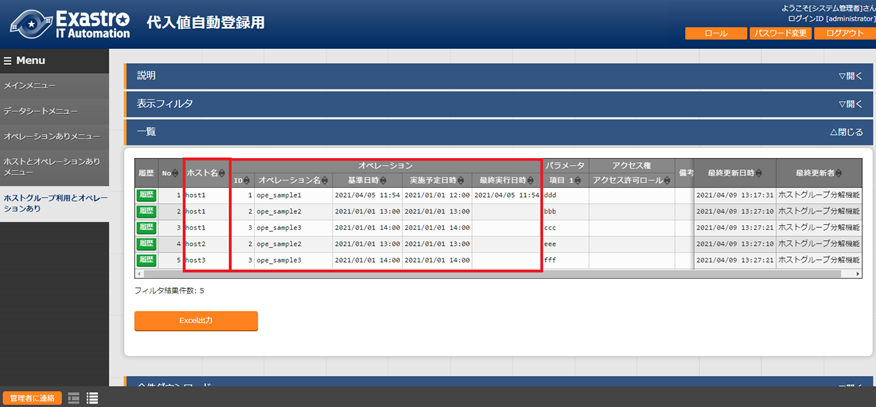 Exastro
IT Automation
代入値自動登録用
ようこそ[システム管理者]さん
ログインID [administrator]
ロール
パスワード変更
ログアウト
Menu
メインメニュー
データシートメニュー
オペレーションありメニュー
ホストとオペレーションあり
メニュー
ホストグループ利用とオペレー
ションあり
説明
▽開く
表示フィルタ
▽開く
一覧
△閉じる
履歴 No ホスト名 オペレーション パラメータ アクセス権 備考 最終更新日時 最終更新者
ID オペレーション名 基準日時 実施予定日時 最終実行日時 項目 1 アクセス許可ロール
履歴 1 host1 1 ope_sample1 2021/04/05 11:54 2021/01/01 12:00 2021/04/05 11:54 ddd 2021/04/09 13:17:31 ホストグループ分解機能
履歴 2 host1 2 ope_sample2 2021/01/01 13:00 2021/01/01 13:00 bbb 2021/04/09 13:27:10 ホストグループ分解機能
履歴 3 host1 3 ope_sample3 2021/01/01 14:00 2021/01/01 14:00 ccc 2021/04/09 13:27:21 ホストグループ分解機能
履歴 4 host2 2 ope_sample2 2021/01/01 13:00 2021/01/01 13:00 eee 2021/04/09 13:27:10 ホストグループ分解機能
履歴 5 host3 3 ope_sample3 2021/01/01 14:00 2021/01/01 14:00 fff 2021/04/09 13:27:21 ホストグループ分解機能
フィルタ結果件数: 5
Excel出力
全件ダウンロード
▽開く
管理者に連絡